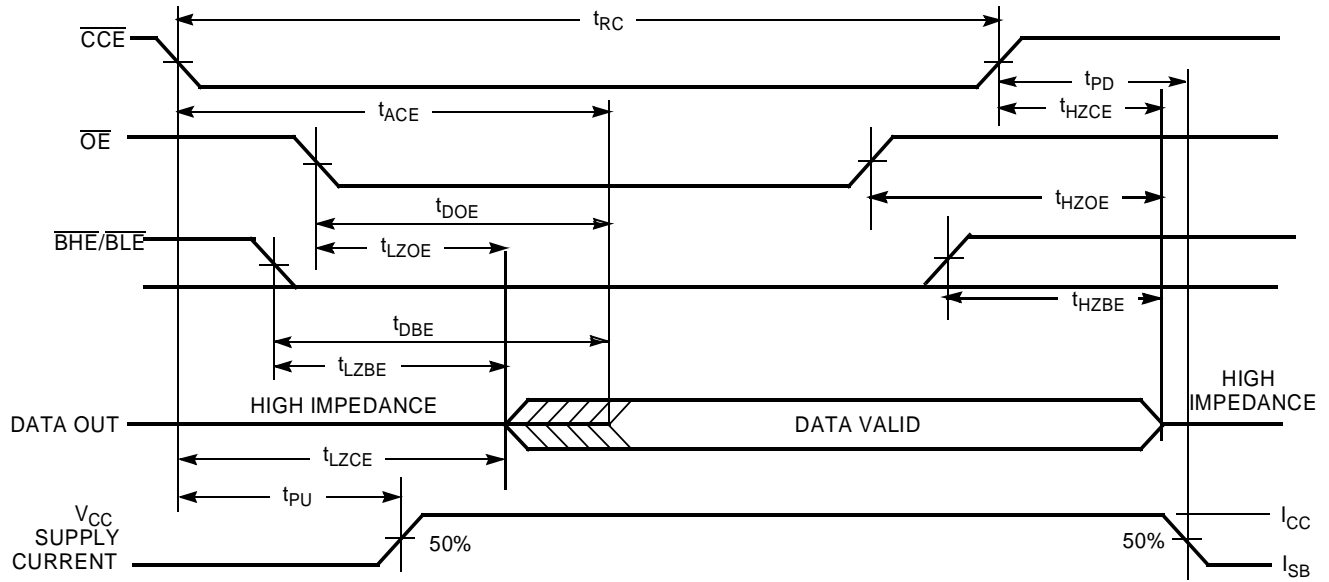 tRC
CCE
tPD
tACE
tHZCE
OE
tHZOE
tDOE
BHE/BLE
tLZOE
tHZBE
tDBE
tLZBE
HIGH IMPEDANCE
HIGH
IMPEDANCE
DATA OUT
DATA VALID
tLZCE
tPU
VCC
SUPPLY
CURRENT
50%
50%
ICC
ISB